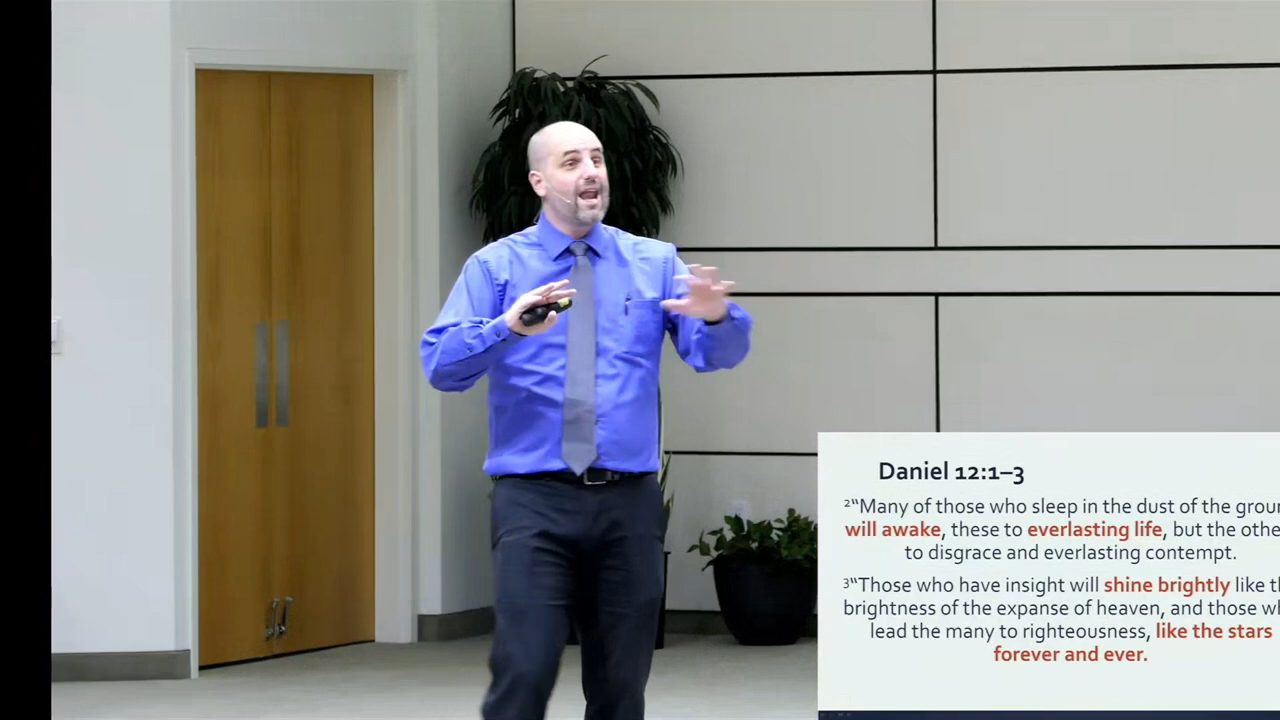 Daniel 12:1–3
²“Many of those who sleep in the dust of the
will awake, these to everlasting life, but the
to disgrace and everlasting contempt.
³“Those who have insight will shine brightly like
brightness of the expanse of heaven, and those
lead the many to righteousness, like the stars
forever and ever.